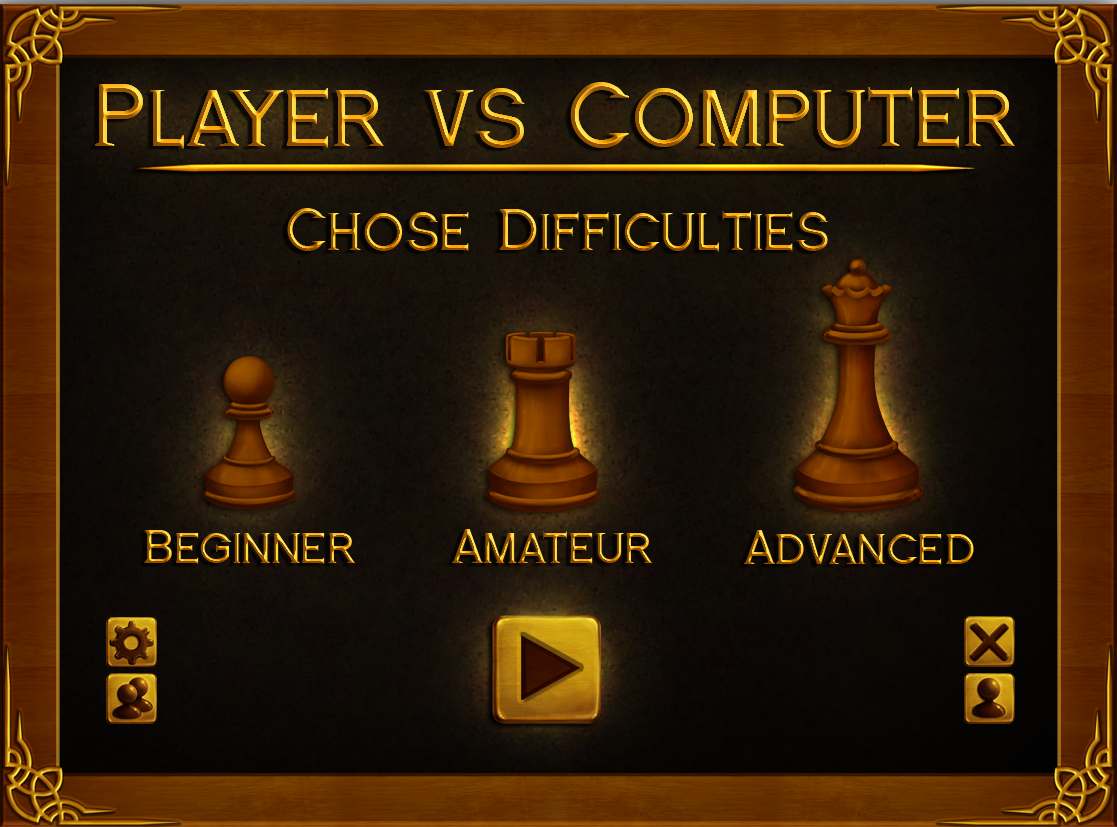 Player vs Computer
Chose Difficulties
Beginner
Amateur
Advanced